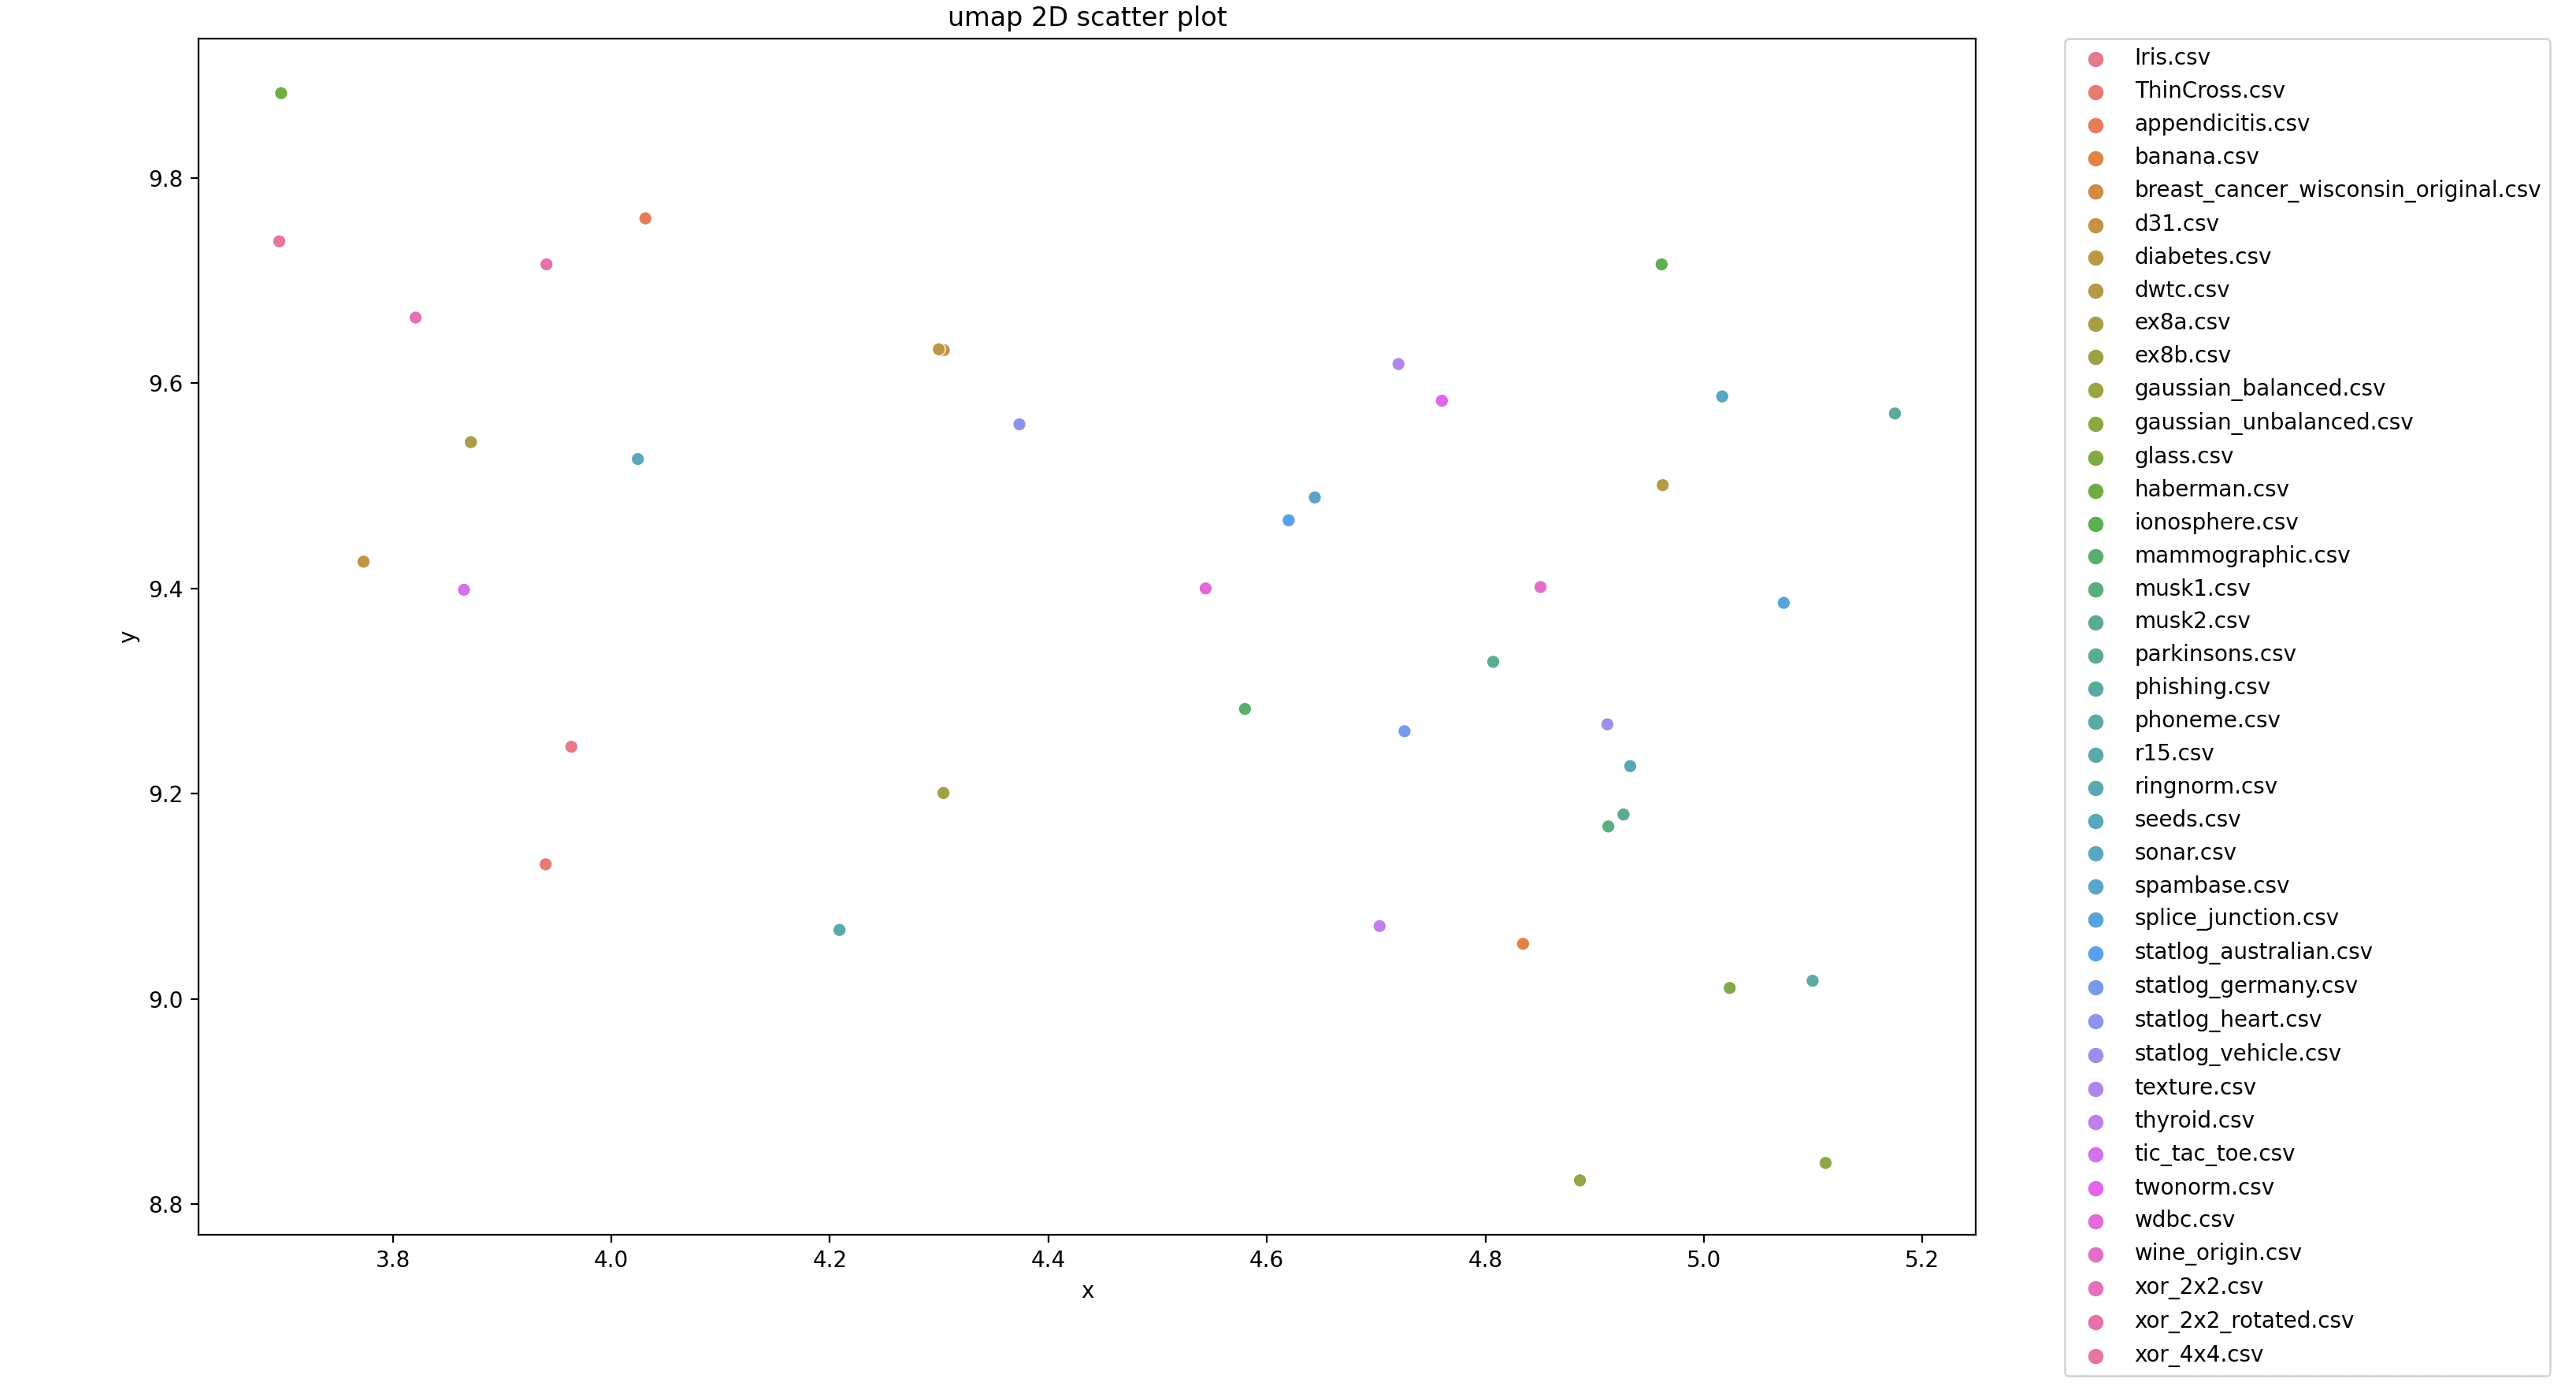 umap 2D scatter plot
9.8
9.6
9.4
9.2
9.0
8.8
y
3.8 4.0 4.2 4.4 4.6 4.8 5.0 5.2
x
Iris.csv
ThinCross.csv
appendicitis.csv
banana.csv
breast_cancer_wisconsin_original.csv
d31.csv
diabetes.csv
dwtc.csv
ex8a.csv
ex8b.csv
gaussian_balanced.csv
gaussian_unbalanced.csv
glass.csv
haberman.csv
ionosphere.csv
mammographic.csv
musk1.csv
musk2.csv
parkinsons.csv
phishing.csv
phoneme.csv
r15.csv
ringnorm.csv
seeds.csv
sonar.csv
spambase.csv
splice_junction.csv
statlog_australian.csv
statlog_germany.csv
statlog_heart.csv
statlog_vehicle.csv
texture.csv
thyroid.csv
tic_tac_toe.csv
twonorm.csv
wdbc.csv
wine_origin.csv
xor_2x2.csv
xor_2x2_rotated.csv
xor_4x4.csv